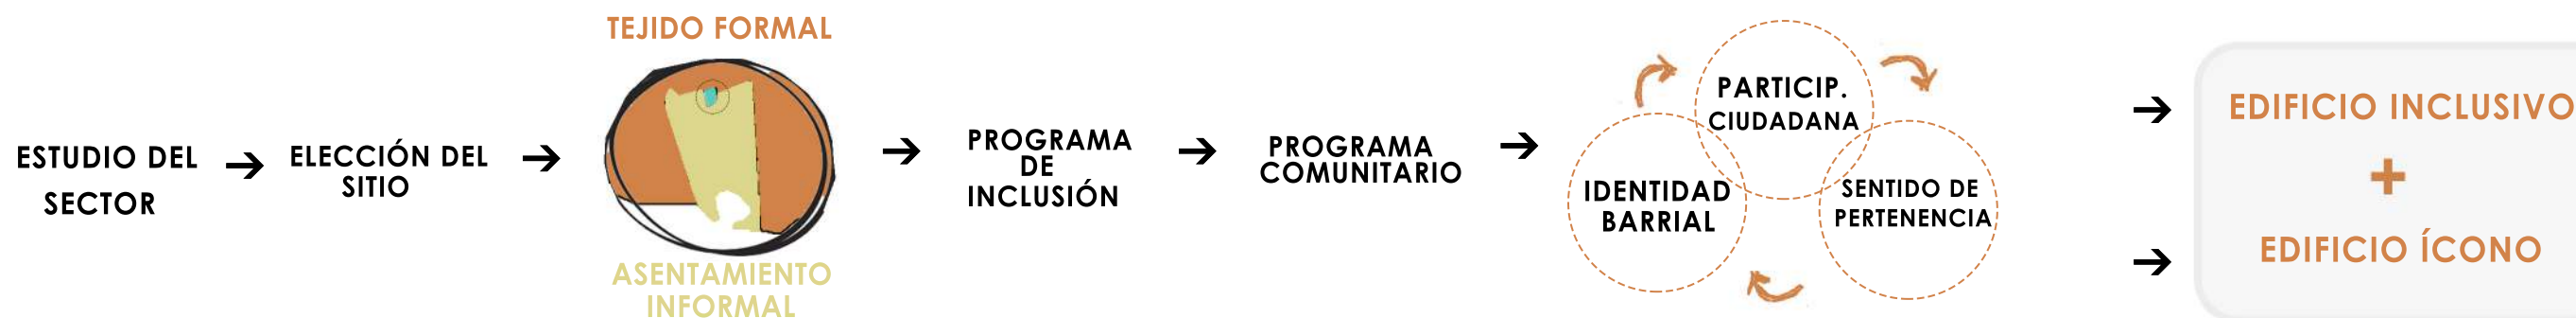 ESTUDIO DEL
SECTOR
ELECCIÓN DEL
SITIO
TEJIDO FORMAL
ASENTAMIENTO
INFORMAL
PROGRAMA
DE
INCLUSIÓN
PROGRAMA
COMUNITARIO
PARTICIP.
CIUDADANA
IDENTIDAD
BARRIAL
SENTIDO DE
PERTENENCIA
EDIFICIO INCLUSIVO
+
EDIFICIO ÍCONO